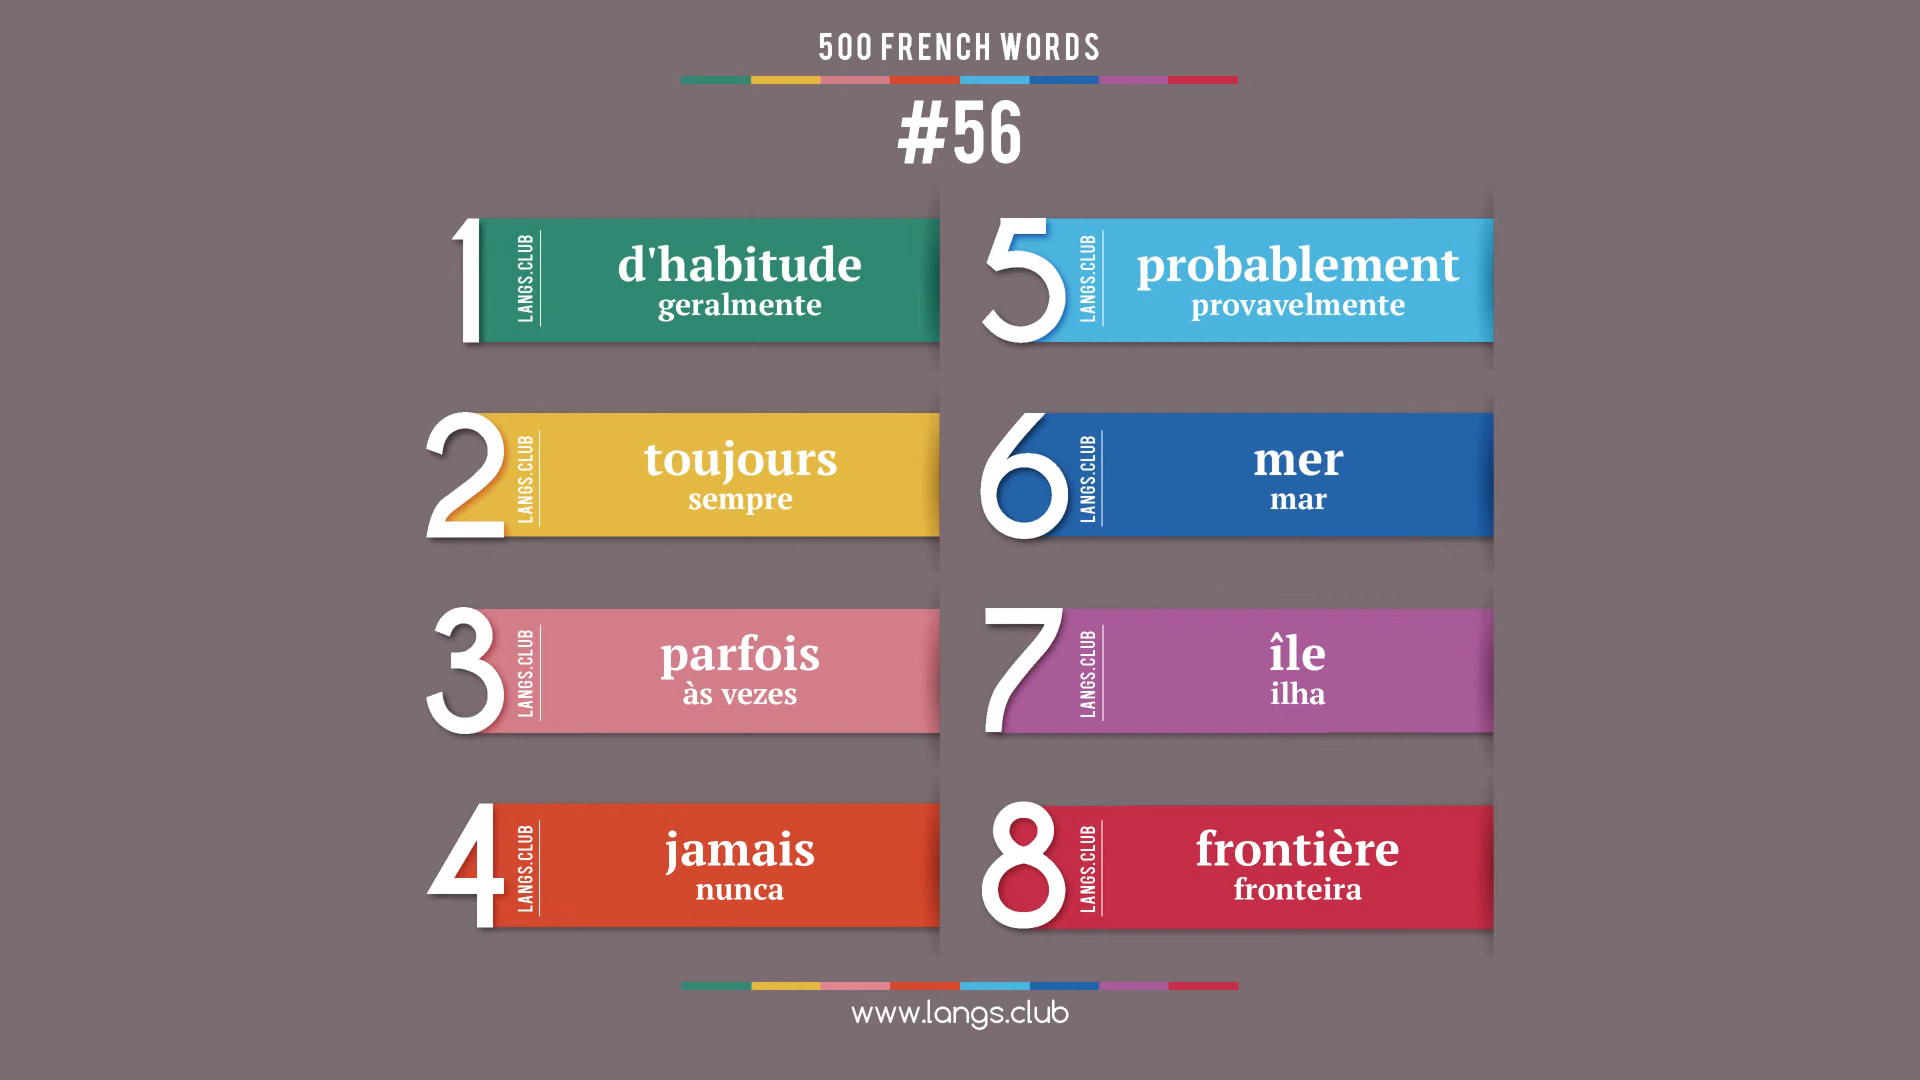 500 FRENCH WORDS
#56
1
LANGS.CLUB
d'habitude
geralmente
2
LANGS.CLUB
toujours
sempre
3
LANGS.CLUB
parfois
às vezes
4
LANGS.CLUB
jamais
nunca
5
LANGS.CLUB
probablement
provavelmente
6
LANGS.CLUB
mer
mar
7
LANGS.CLUB
île
ilha
8
LANGS.CLUB
frontière
fronteira
www.langs.club